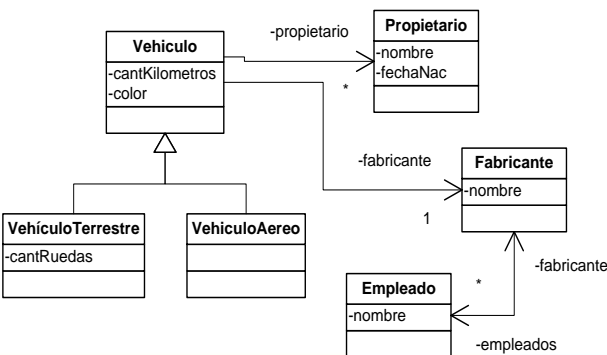 -propietario
Propietario
-nombre
-fechaNac
Vehiculo
-cantKilometros
-color
*
-fabricante
Fabricante
-nombre
1
VehículoTerrestre
-cantRuedas
VehiculoAereo
-fabricante
*
Empleado
-nombre
-empleados